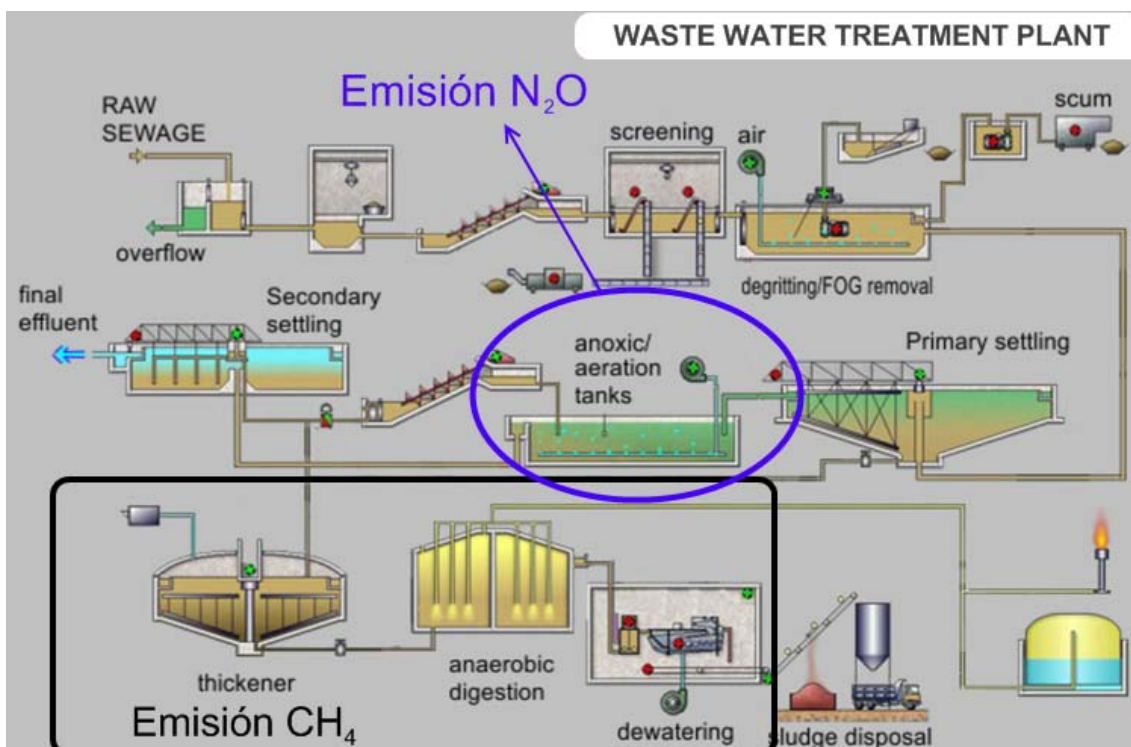 WASTE WATER TREATMENT PLANT
Emisión N₂O
RAW
SEWAGE
screening
air
scum
overflow
degritting/FOG removal
final
effluent
Secondary
settling
anoxic/
aeration
tanks
Primary settling
thickener
anaerobic
digestion
dewatering
sludge disposal
Emisión CH₄